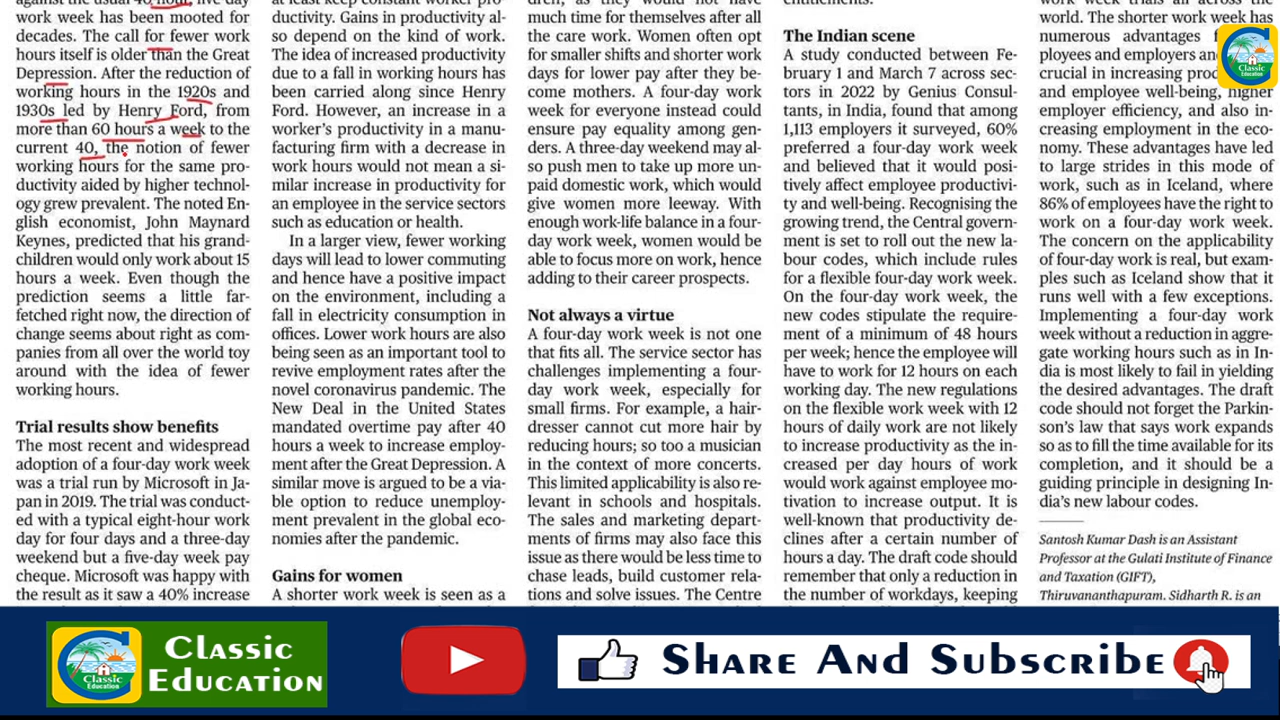 against the usual 40 hour, five-day
work week has been mooted for
decades. The call for fewer work
hours itself is older than the Great
Depression. After the reduction of
working hours in the 1920s and
1930s led by Henry Ford, from
more than 60 hours a week to the
current 40, the notion of fewer
working hours for the same pro-
ductivity aided by higher technol-
ogy grew prevalent. The noted En-
glish economist, John Maynard
Keynes, predicted that his grand-
children would only work about 15
hours a week. Even though the
prediction seems a little far-
fetched right now, the direction of
change seems about right as com-
panies from all over the world toy
around with the idea of fewer
working hours.
Trial results show benefits
The most recent and widespread
adoption of a four-day work week
was a trial run by Microsoft in Ja-
pan in 2019. The trial was conduct-
ed with a typical eight-hour work
day for four days and a three-day
weekend but a five-day week pay
cheque. Microsoft was happy with
the result as it saw a 40% increase
at least keep constant worker pro-
ductivity. Gains in productivity al-
so depend on the kind of work.
The idea of increased productivity
due to a fall in working hours has
been carried along since Henry
Ford. However, an increase in a
worker's productivity in a manu-
facturing firm with a decrease in
work hours would not mean a si-
milar increase in productivity for
an employee in the service sectors
such as education or health.
In a larger view, fewer working
days will lead to lower commuting
and hence have a positive impact
on the environment, including a
fall in electricity consumption in
offices. Lower work hours are also
being seen as an important tool to
revive employment rates after the
novel coronavirus pandemic. The
New Deal in the United States
mandated overtime pay after 40
hours a week to increase employ-
ment after the Great Depression. A
similar move is argued to be a via-
ble option to reduce unemploy-
ment prevalent in the global eco-
nomies after the pandemic.
Gains for women
A shorter work week is seen as a
dren, as they would not have
much time for themselves after all
the care work. Women often opt
for smaller shifts and shorter work
days for lower pay after they be-
come mothers. A four-day work
week for everyone instead could
ensure pay equality among gen-
ders. A three-day weekend may al-
so push men to take up more un-
paid domestic work, which would
give women more leeway. With
enough work-life balance in a four-
day work week, women would be
able to focus more on work, hence
adding to their career prospects.
Not always a virtue
A four-day work week is not one
that fits all. The service sector has
challenges implementing a four-
day work week, especially for
small firms. For example, a hair-
dresser cannot cut more hair by
reducing hours; so too a musician
in the context of more concerts.
This limited applicability is also re-
levant in schools and hospitals.
The sales and marketing depart-
ments of firms may also face this
issue as there would be less time to
chase leads, build customer rela-
tions and solve issues. The Centre
The Indian scene
A study conducted between Fe-
bruary 1 and March 7 across sec-
tors in 2022 by Genius Consul-
tants, in India, found that among
1,113 employers it surveyed, 60%
preferred a four-day work week
and believed that it would posi-
tively affect employee productivi-
ty and well-being. Recognising the
growing trend, the Central govern-
ment is set to roll out the new la-
bour codes, which include rules
for a flexible four-day work week.
On the four-day work week, the
new codes stipulate the require-
ment of a minimum of 48 hours
per week; hence the employee will
have to work for 12 hours on each
working day. The new regulations
on the flexible work week with 12
hours of daily work are not likely
to increase productivity as the in-
creased per day hours of work
would work against employee mo-
tivation to increase output. It is
well-known that productivity de-
clines after a certain number of
hours a day. The draft code should
remember that only a reduction in
the number of workdays, keeping
work week trials all across the
world. The shorter work week has
numerous advantages
ployees and employers an
crucial in increasing prod
and employee well-being, higher
employer efficiency, and also in-
creasing employment in the eco-
nomy. These advantages have led
to large strides in this mode of
work, such as in Iceland, where
86% of employees have the right to
work on a four-day work week.
The concern on the applicability
of four-day work is real, but exam-
ples such as Iceland show that it
runs well with a few exceptions.
Implementing a four-day work
week without a reduction in aggre-
gate working hours such as in In-
dia is most likely to fail in yielding
the desired advantages. The draft
code should not forget the Parkin-
son's law that says work expands
so as to fill the time available for its
completion, and it should be a
guiding principle in designing In-
dia's new labour codes.
Santosh Kumar Dash is an Assistant
Professor at the Gulati Institute of Finance
and Taxation (GIFT),
Thiruvananthapuram. Sidharth R. is an
Classic
Education
Classic
Education
Classic
Education
Share And Subscribe